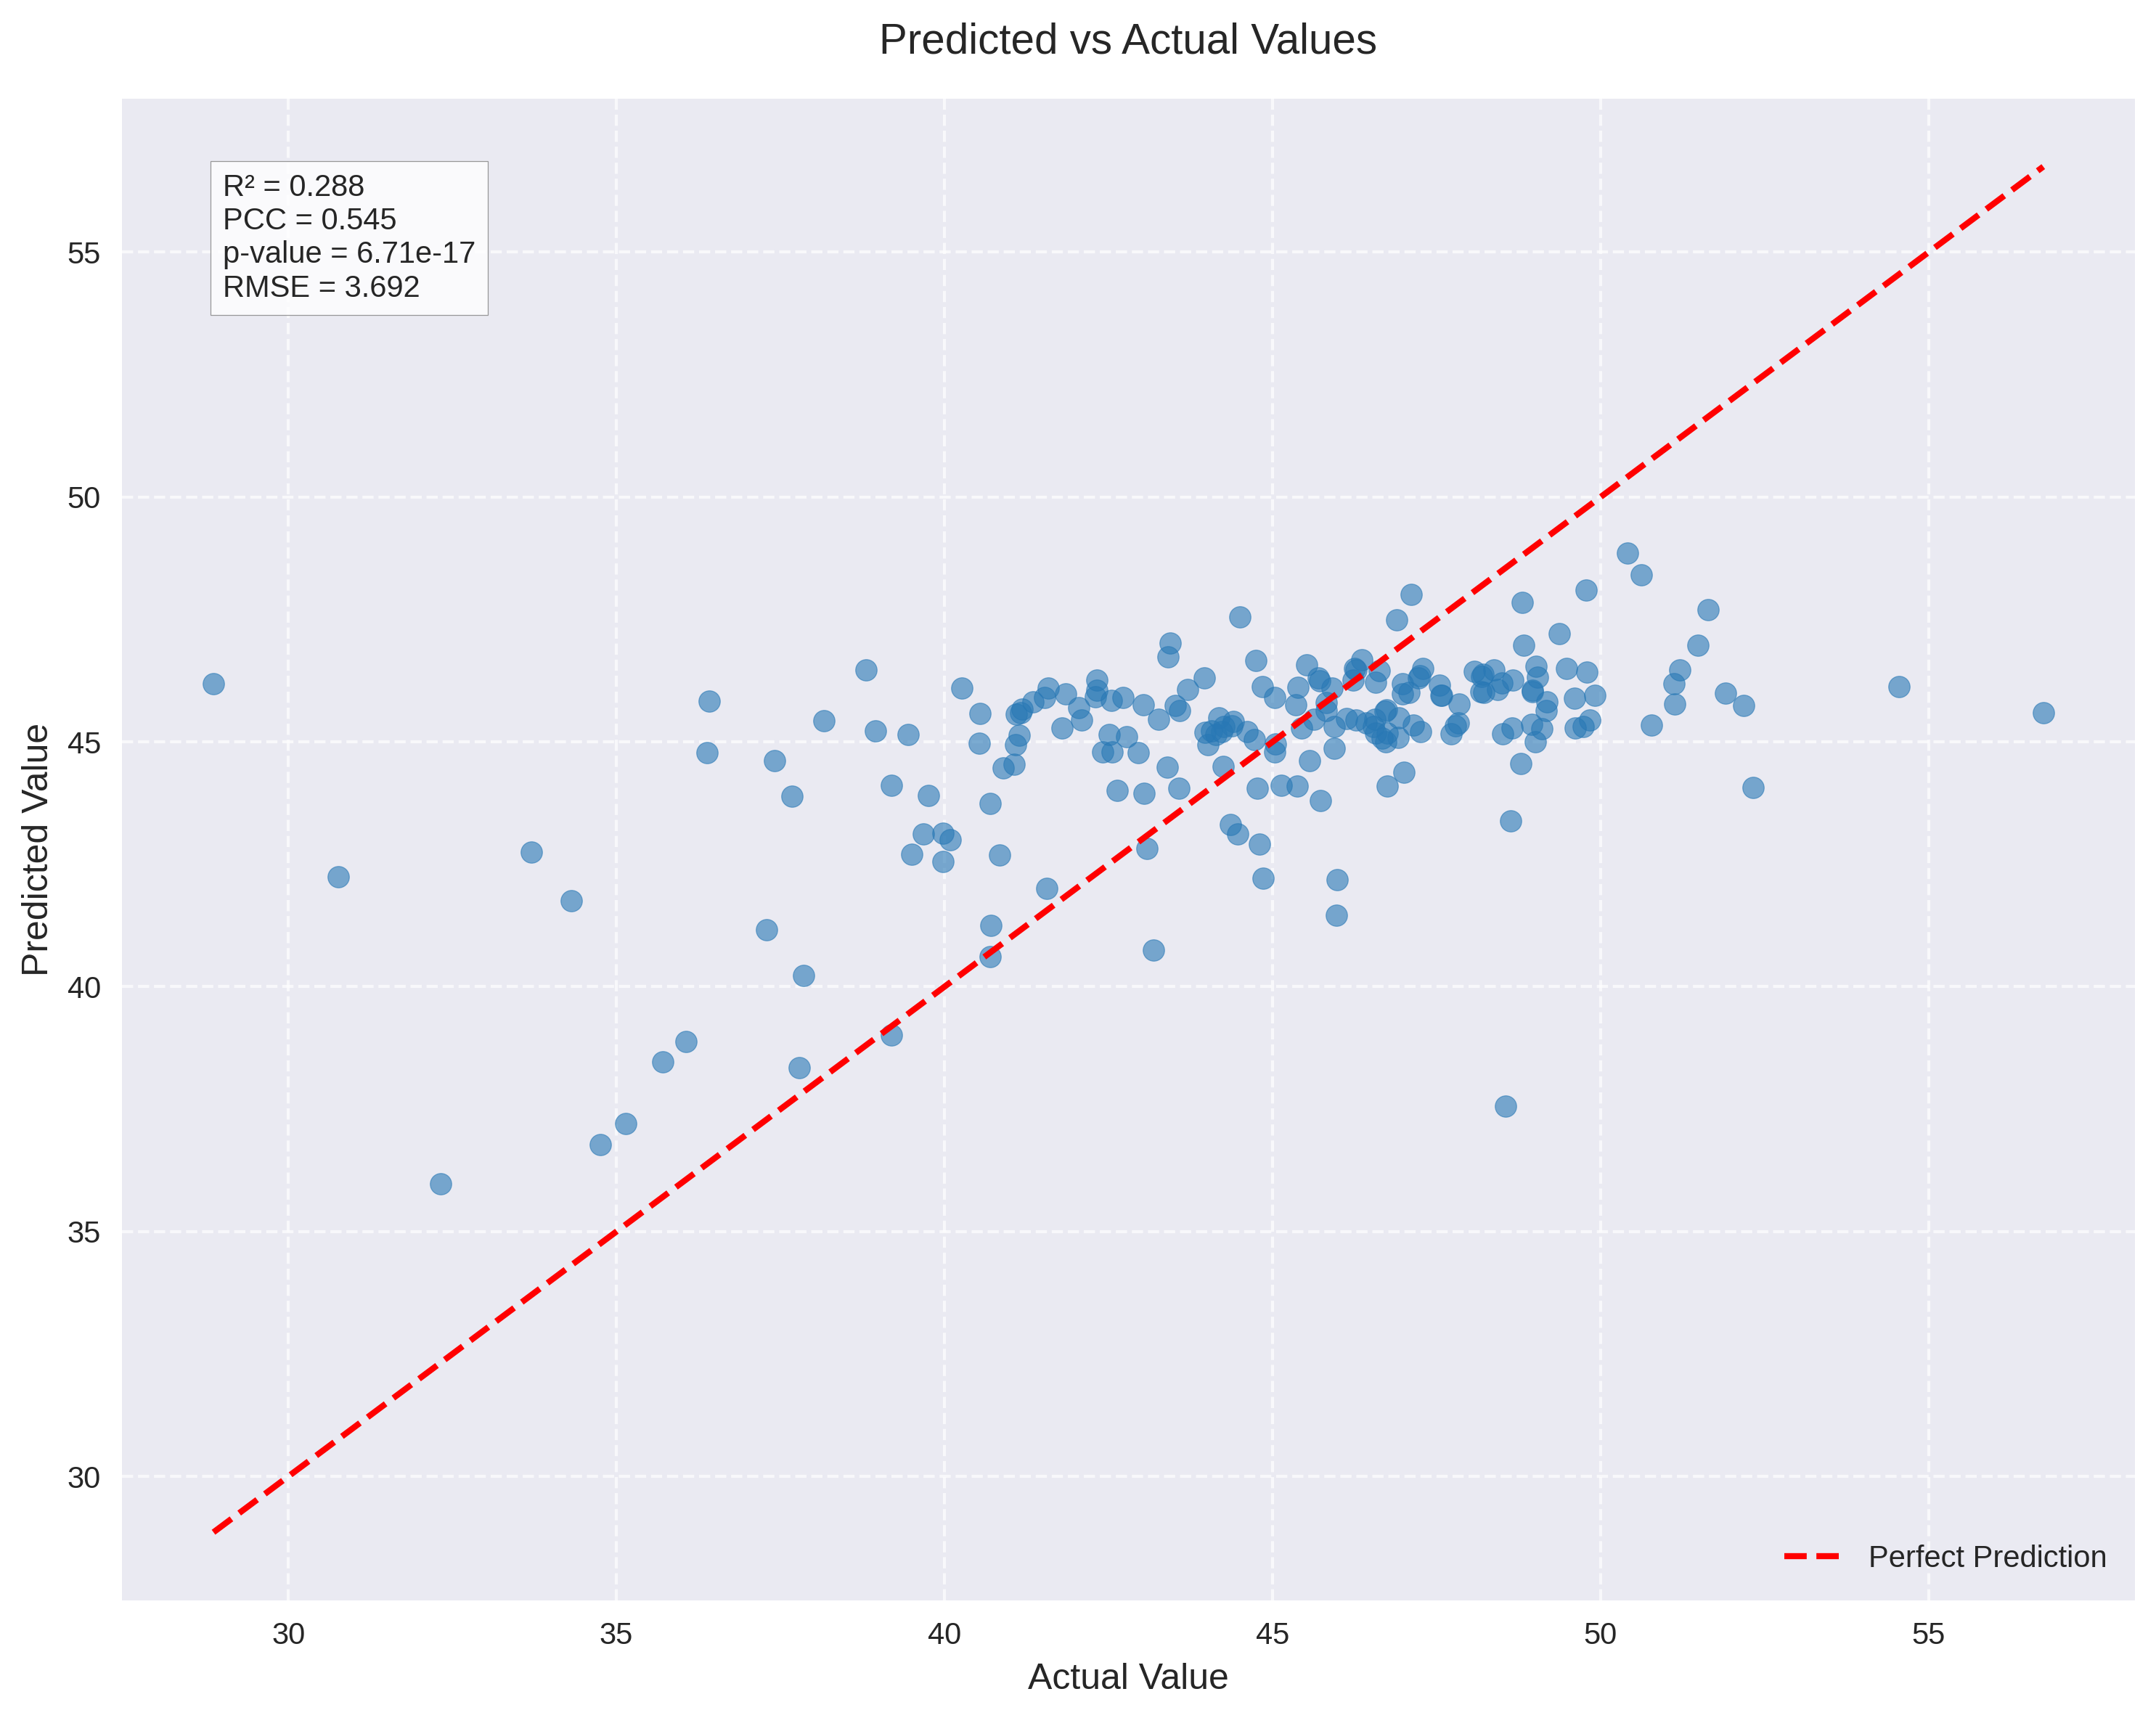 Predicted vs Actual Values
R² = 0.288
PCC = 0.545
p-value = 6.71e-17
RMSE = 3.692
55
50
45
40
35
30
Predicted Value
Perfect Prediction
30 35 40 45 50 55
Actual Value